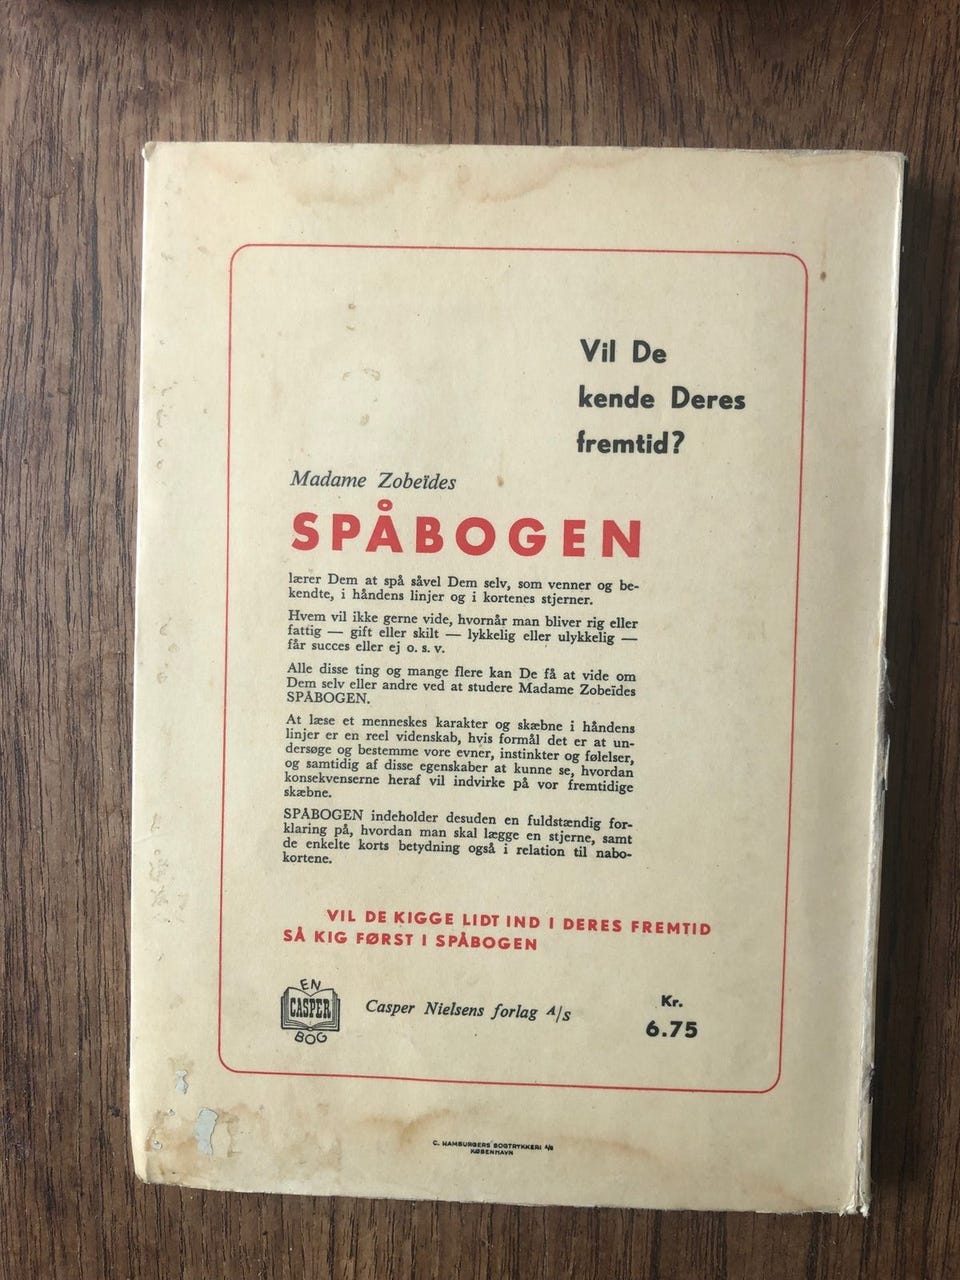 Vil De
kende Deres
fremtid?
Madame Zobeïdes
SPÅBOGEN
lærer Dem at spå såvel Dem selv, som venner og be-
kendte, i håndens linjer og i kortenes stjerner.
Hvem vil ikke gerne vide, hvornår man bliver rig eller
fattig — gift eller skilt — lykkelig eller ulykkelig —
får succes eller ej o. s. v.
Alle disse ting og mange flere kan De få at vide om
Dem selv eller andre ved at studere Madame Zobeïdes
SPÅBOGEN.
At læse et menneskes karakter og skæbne i håndens
linjer er en reel videnskab, hvis formål det er at un-
dersøge og bestemme vore evner, instinkter og følelser,
og samtidig af disse egenskaber at kunne se, hvordan
konsekvenserne heraf vil indvirke på vor fremtidige
skæbne.
SPÅBOGEN indeholder desuden en fuldstændig for-
klaring på, hvordan man skal lægge en stjerne, samt
de enkelte korts betydning også i relation til nabo-
kortene.
VIL DE KIGGE LIDT IND I DERES FREMTID
SÅ KIG FØRST I SPÅBOGEN
EN
CASPER
BOG
Casper Nielsens forlag A/s
Kr.
6.75
C. HAMBURGERS BOGTRYKKERI A/S
KØBENHAVN